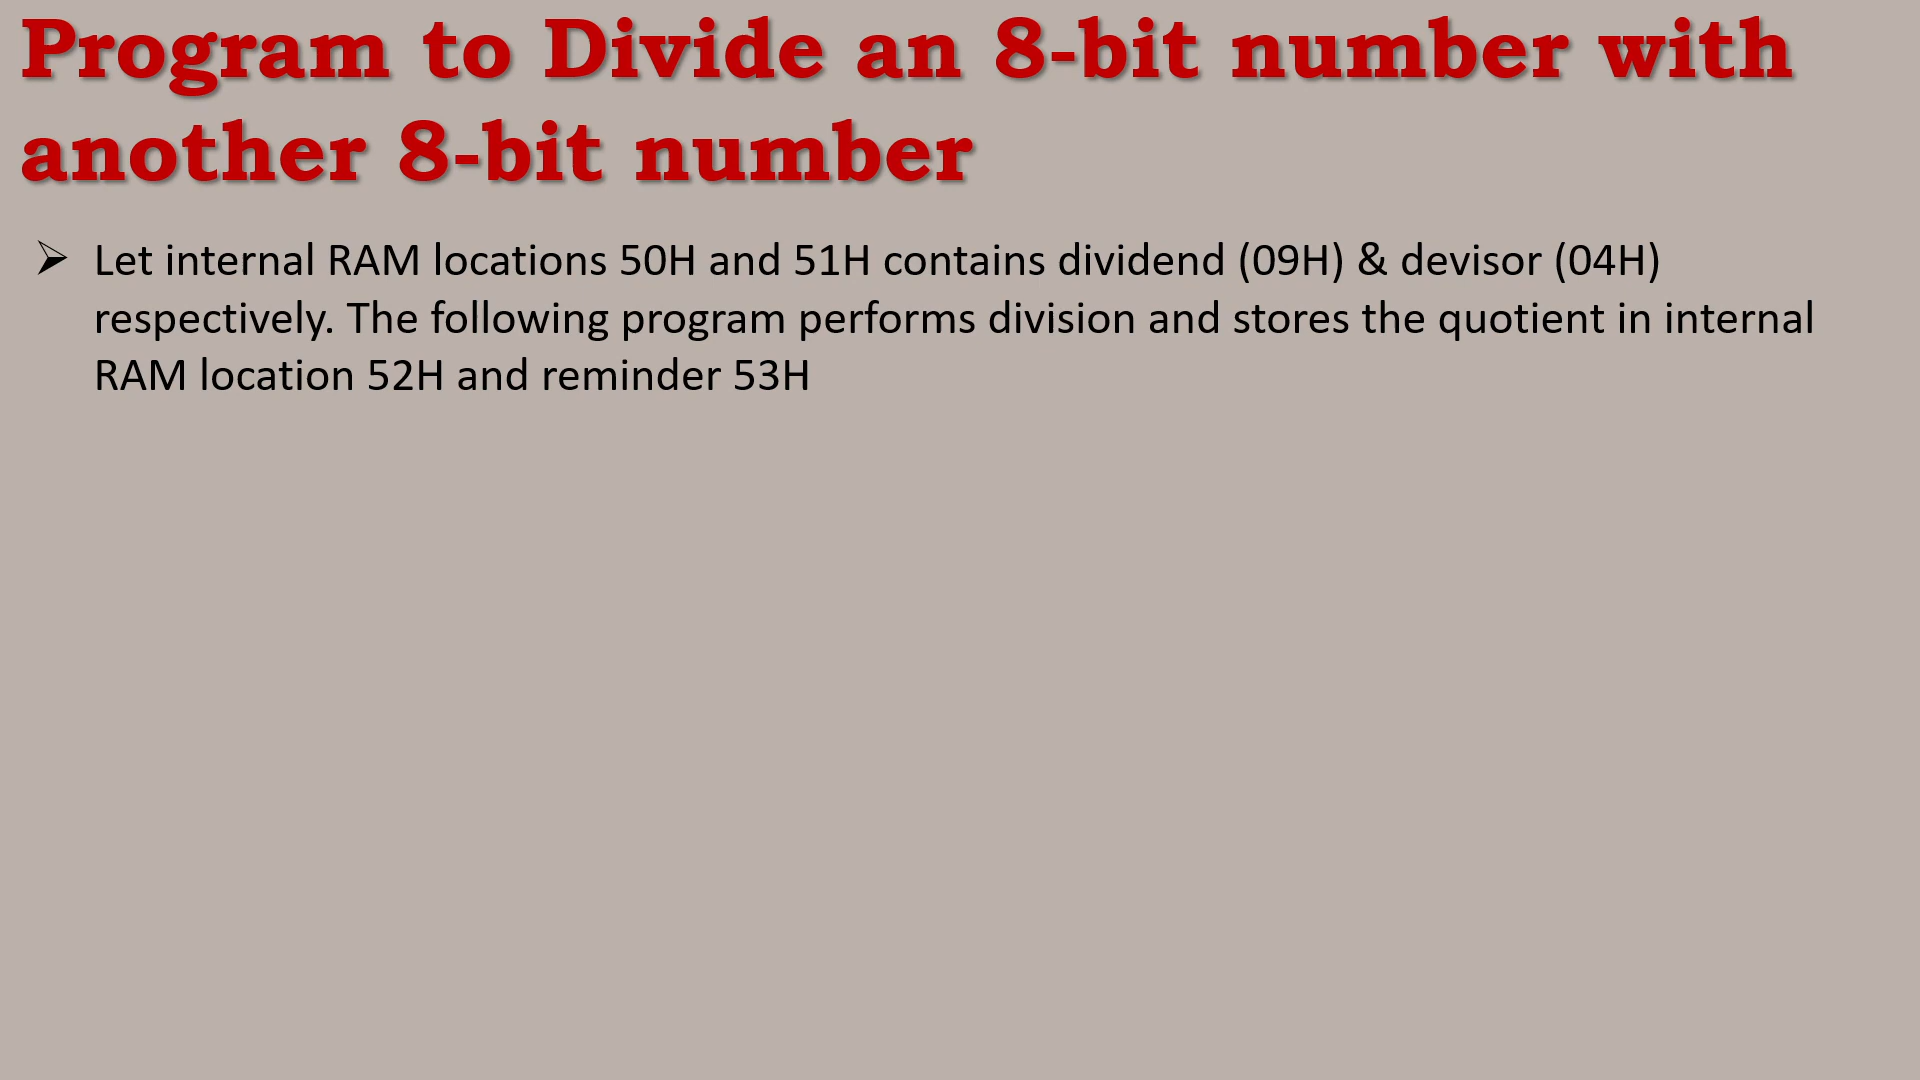 Program to Divide an 8-bit number with
another 8-bit number
Let internal RAM locations 50H and 51H contains dividend (09H) & devisor (04H)
respectively. The following program performs division and stores the quotient in internal
RAM location 52H and reminder 53H